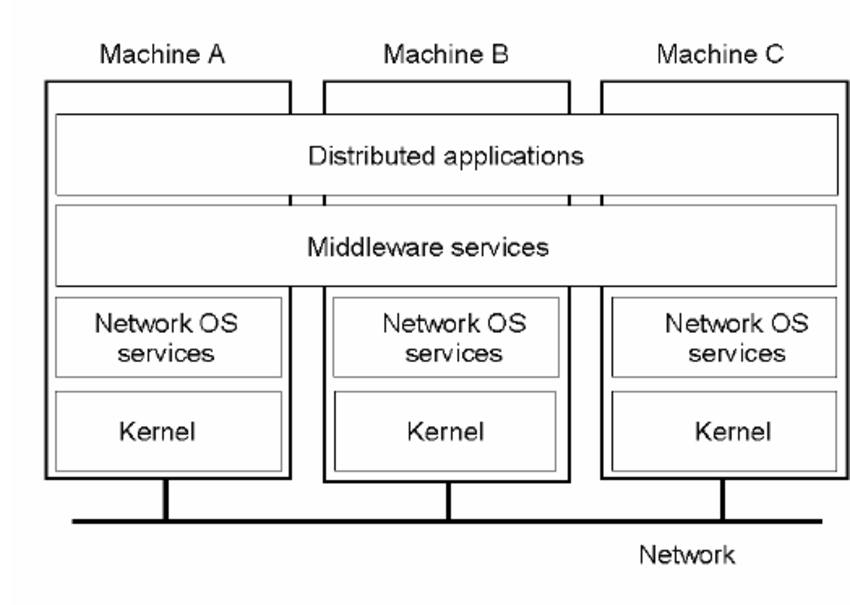 Machine A
Machine B
Machine C
Distributed applications
Middleware services
Network OS
services
Network OS
services
Network OS
services
Kernel
Kernel
Kernel
Network